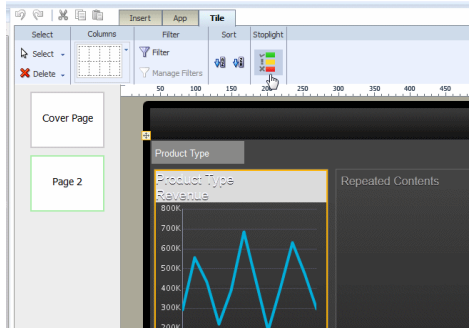 Insert App Tile
Select Columns Filter Sort Stoplight
Select Filter
Delete Manage Filters
50 100 150 200 250 300 350 400 450
Cover Page
Page 2
Product Type
Product Type
Revenue
Repeated Contents
800K
700K
600K
500K
400K
300K
200K